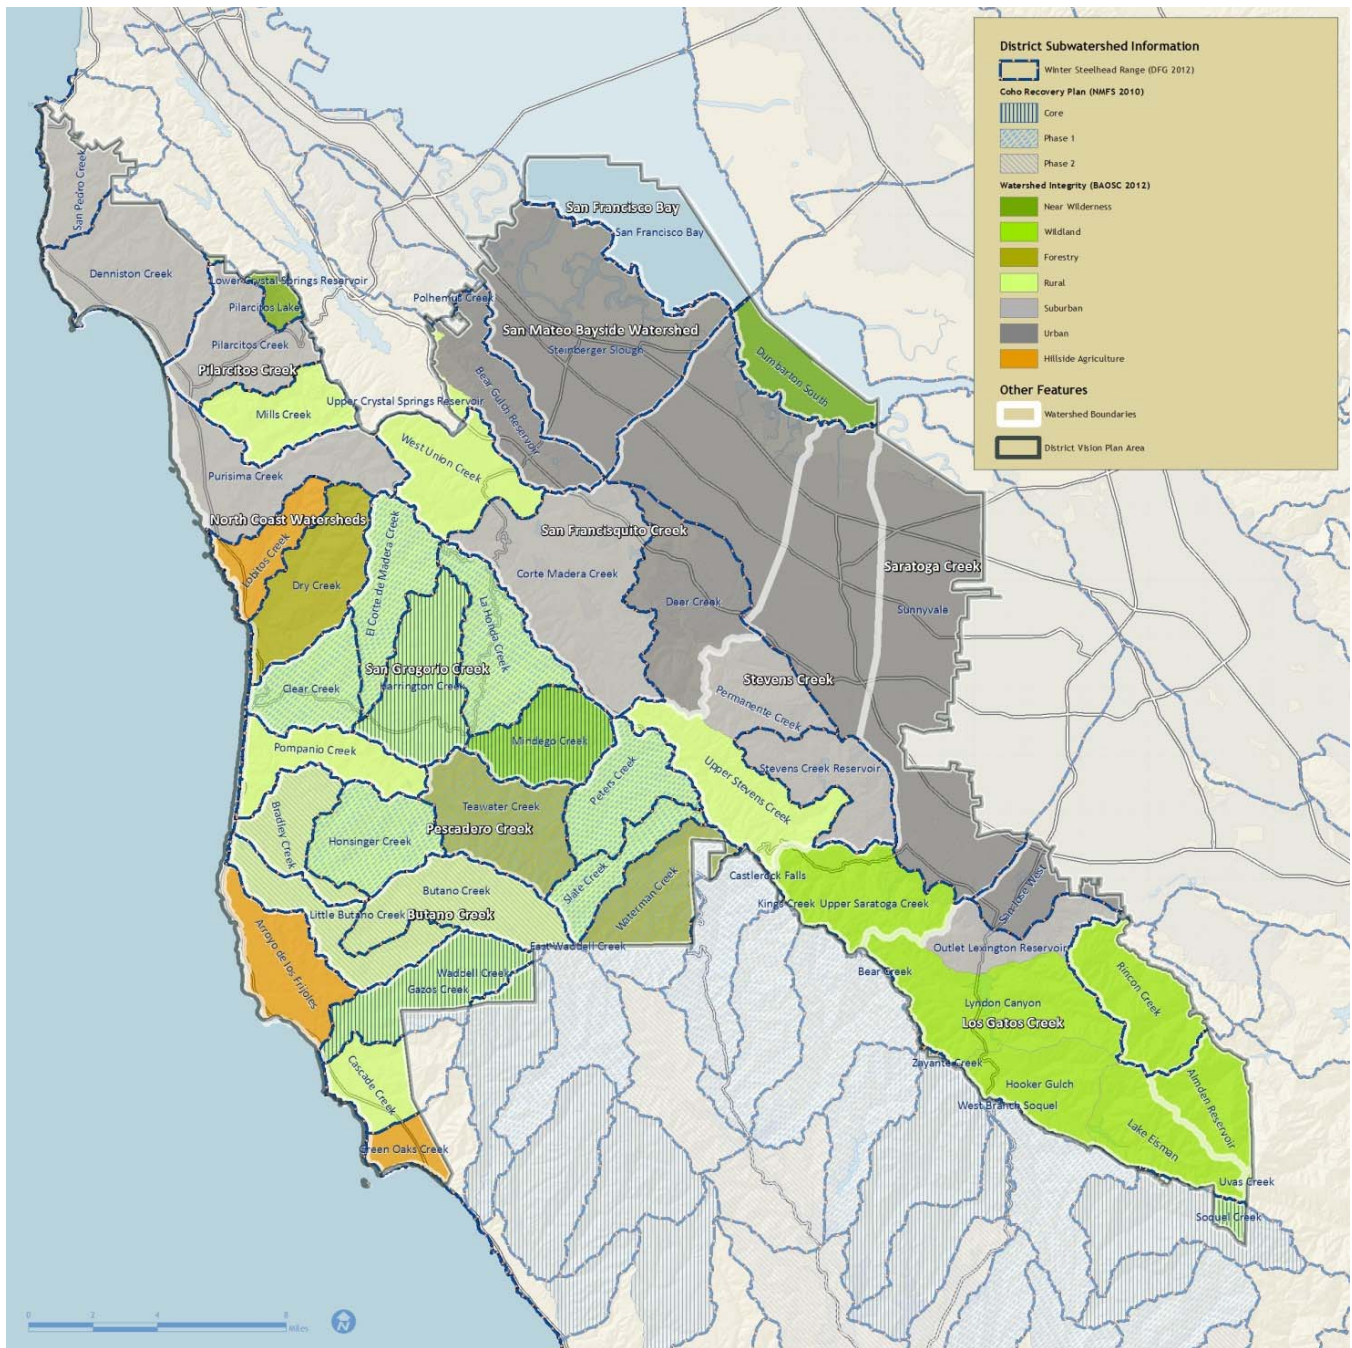 District Subwatershed Information
Winter Steelhead Range (DFG 2012)
Coho Recovery Plan (NMFS 2010)
Core
Phase 1
Phase 2
Watershed Integrity (BAOSC 2012)
Near Wilderness
Wildland
Forestry
Rural
Suburban
Urban
Hillside Agriculture
Other Features
Watershed Boundaries
District Vision Plan Area
San Pedro Creek
San Francisco Bay
San Francisco Bay
Denniston Creek
Lower Crystal Springs Reservoir
Pilarcitos Lake
Polhemus Creek
San Mateo Bayside Watershed
Steinberger Slough
Pilarcitos Creek
Pilarcitos Creek
Dumbarton South
Bear Gulch Reservoir
Upper Crystal Springs Reservoir
Mills Creek
West Union Creek
Purisima Creek
North Coast Watersheds
Lobitos Creek
Dry Creek
El Corte de Madera Creek
San Francisquito Creek
Corte Madera Creek
Deer Creek
Saratoga Creek
Sunnyvale
La Honda Creek
San Gregorio Creek
Harrington Creek
Clear Creek
Stevens Creek
Permanente Creek
Mindego Creek
Pompanio Creek
Stevens Creek Reservoir
Upper Stevens Creek
Peters Creek
Teawater Creek
Pescadero Creek
Bradley Creek
Honsinger Creek
Slate Creek
Waterman Creek
Castlerock Falls
Butano Creek
Little Butano Creek
Butano Creek
Kings Creek
Upper Saratoga Creek
San Jose West
Arroyo de los Frijoles
East Waddell Creek
Outlet Lexington Reservoir
Waddell Creek
Gazos Creek
Bear Creek
Rincon Creek
Lyndon Canyon
Los Gatos Creek
Cascade Creek
Zayante Creek
Hooker Gulch
West Branch Soquel
Almden Reservoir
Lake Elsman
Green Oaks Creek
Uvas Creek
Soquel Creek
0 2 4 8
Miles
N